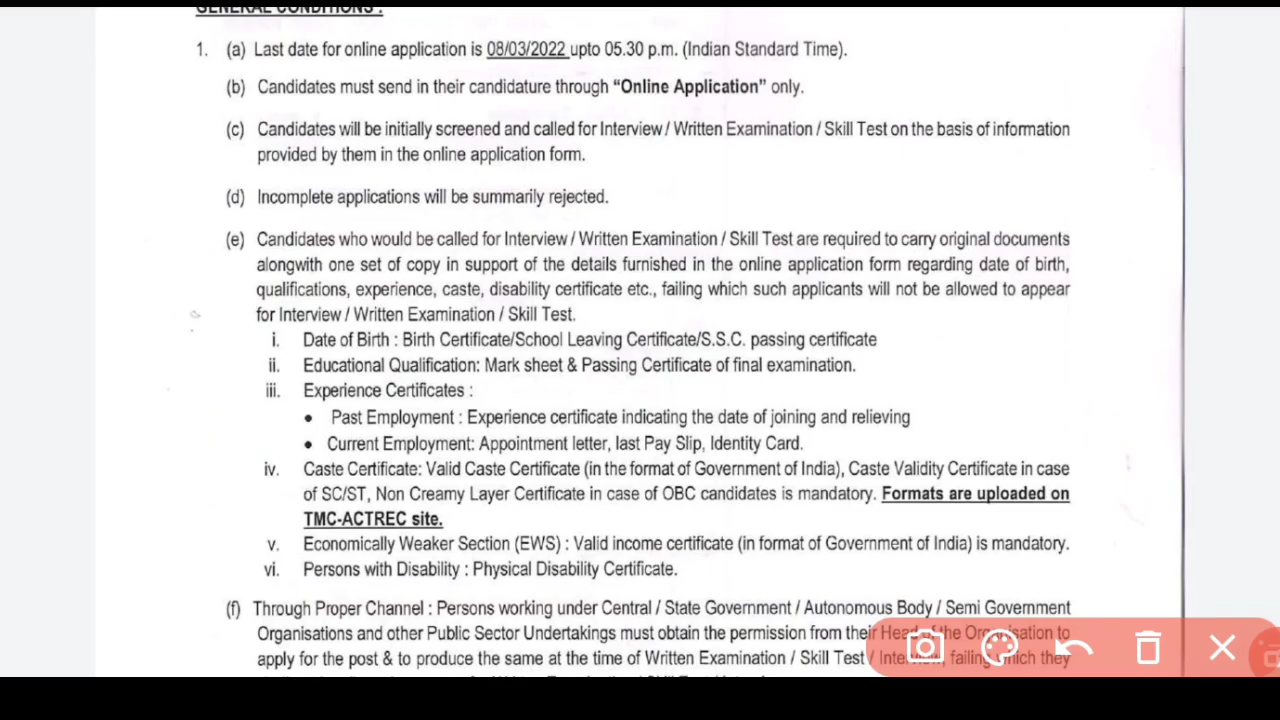 GENERAL CONDITIONS :
1. (a) Last date for online application is 08/03/2022 upto 05.30 p.m. (Indian Standard Time).
(b) Candidates must send in their candidature through “Online Application” only.
(c) Candidates will be initially screened and called for Interview / Written Examination / Skill Test on the basis of information
provided by them in the online application form.
(d) Incomplete applications will be summarily rejected.
(e) Candidates who would be called for Interview / Written Examination / Skill Test are required to carry original documents
alongwith one set of copy in support of the details furnished in the online application form regarding date of birth,
qualifications, experience, caste, disability certificate etc., failing which such applicants will not be allowed to appear
for Interview / Written Examination / Skill Test.
i. Date of Birth : Birth Certificate/School Leaving Certificate/S.S.C. passing certificate
ii. Educational Qualification: Mark sheet & Passing Certificate of final examination.
iii. Experience Certificates :
• Past Employment : Experience certificate indicating the date of joining and relieving
• Current Employment: Appointment letter, last Pay Slip, Identity Card.
iv. Caste Certificate: Valid Caste Certificate (in the format of Government of India), Caste Validity Certificate in case
of SC/ST, Non Creamy Layer Certificate in case of OBC candidates is mandatory. Formats are uploaded on
TMC-ACTREC site.
v. Economically Weaker Section (EWS) : Valid income certificate (in format of Government of India) is mandatory.
vi. Persons with Disability : Physical Disability Certificate.
(f) Through Proper Channel : Persons working under Central / State Government / Autonomous Body / Semi Government
Organisations and other Public Sector Undertakings must obtain the permission from their Head of the Organisation to
apply for the post & to produce the same at the time of Written Examination / Skill Test / Interview, failing which they